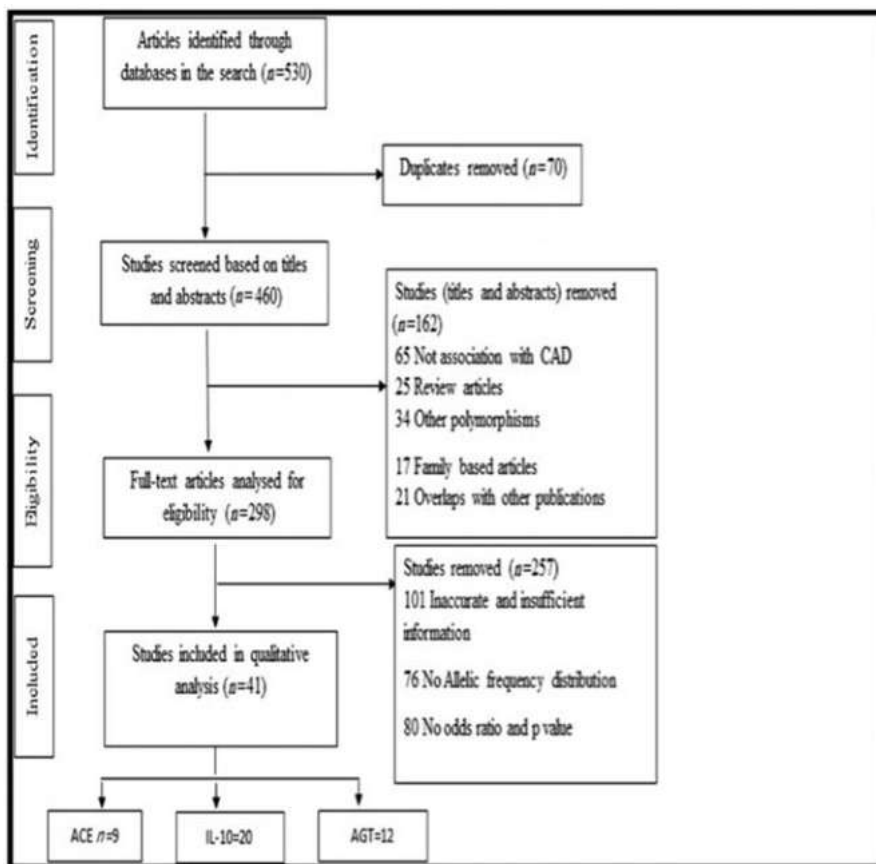 Identification
Articles identified through
databases in the search (n=530)
Duplicates removed (n=70)
Screening
Studies screened based on titles
and abstracts (n=460)
Studies (titles and abstracts) removed
(n=162)
65 Not association with CAD
25 Review articles
34 Other polymorphisms
17 Family based articles
21 Overlaps with other publications
Eligibility
Full-text articles analysed for
eligibility (n=298)
Studies removed (n=257)
101 Inaccurate and insufficient
information
76 No Allelic frequency distribution
80 No odds ratio and p value
Included
Studies included in qualitative
analysis (n=41)
ACE n=9
IL-10=20
AGT=12